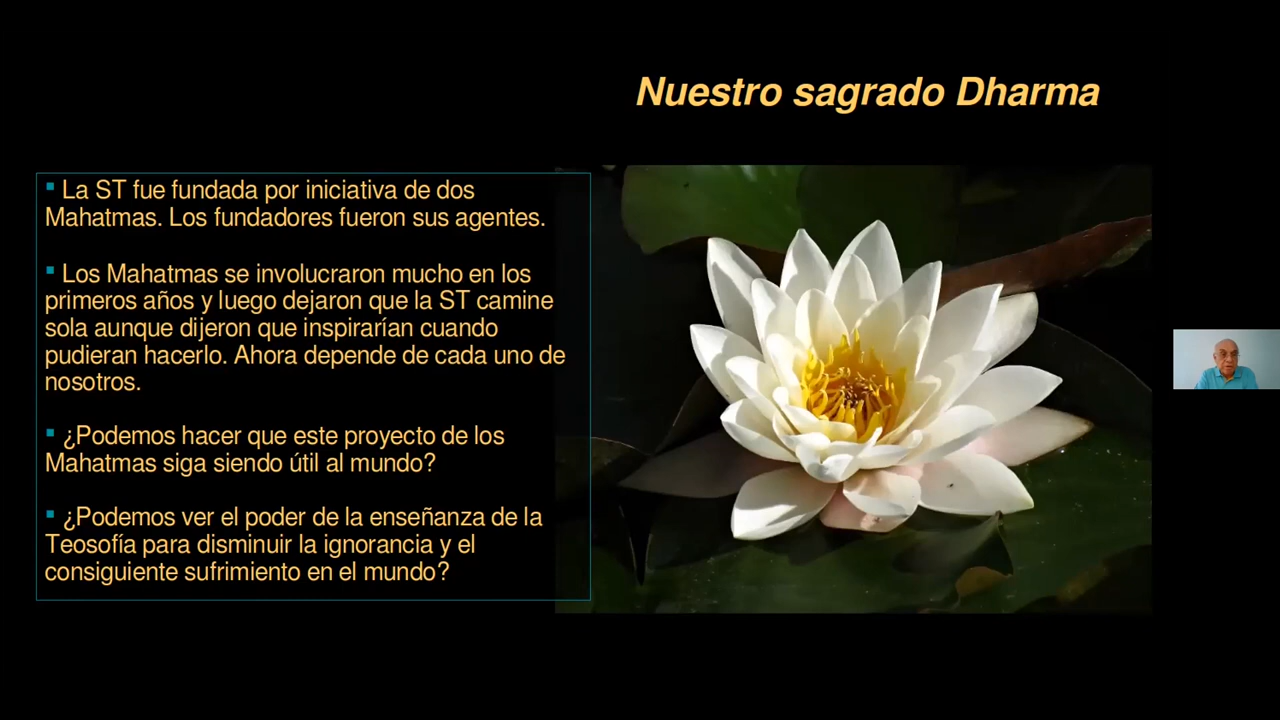 Nuestro sagrado Dharma
▪ La ST fue fundada por iniciativa de dos
Mahatmas. Los fundadores fueron sus agentes.
▪ Los Mahatmas se involucraron mucho en los
primeros años y luego dejaron que la ST camine
sola aunque dijeron que inspirarían cuando
pudieran hacerlo. Ahora depende de cada uno de
nosotros.
▪ ¿Podemos hacer que este proyecto de los
Mahatmas siga siendo útil al mundo?
▪ ¿Podemos ver el poder de la enseñanza de la
Teosofía para disminuir la ignorancia y el
consiguiente sufrimiento en el mundo?